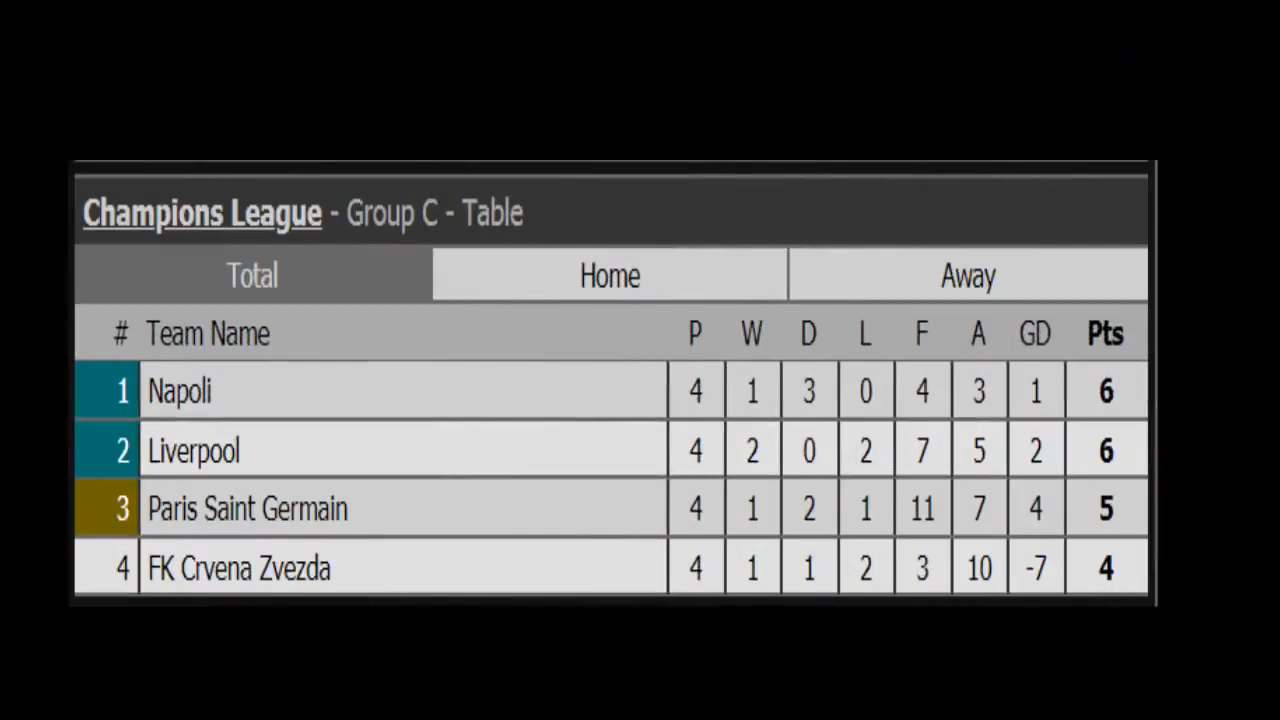 Champions League - Group C - Table
Total Home Away
# Team Name P W D L F A GD Pts
1 Napoli 4 1 3 0 4 3 1 6
2 Liverpool 4 2 0 2 7 5 2 6
3 Paris Saint Germain 4 1 2 1 11 7 4 5
4 FK Crvena Zvezda 4 1 1 2 3 10 -7 4